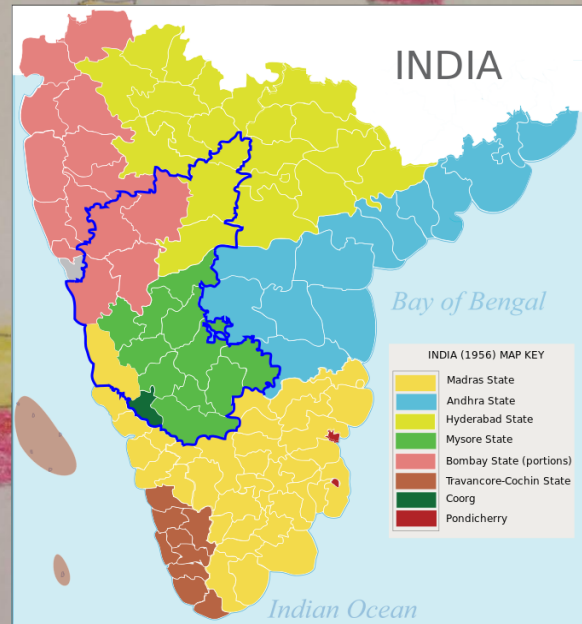 INDIA
Bay of Bengal
INDIA (1956) MAP KEY
Madras State
Andhra State
Hyderabad State
Mysore State
Bombay State (portions)
Travancore-Cochin State
Coorg
Pondicherry
Indian Ocean